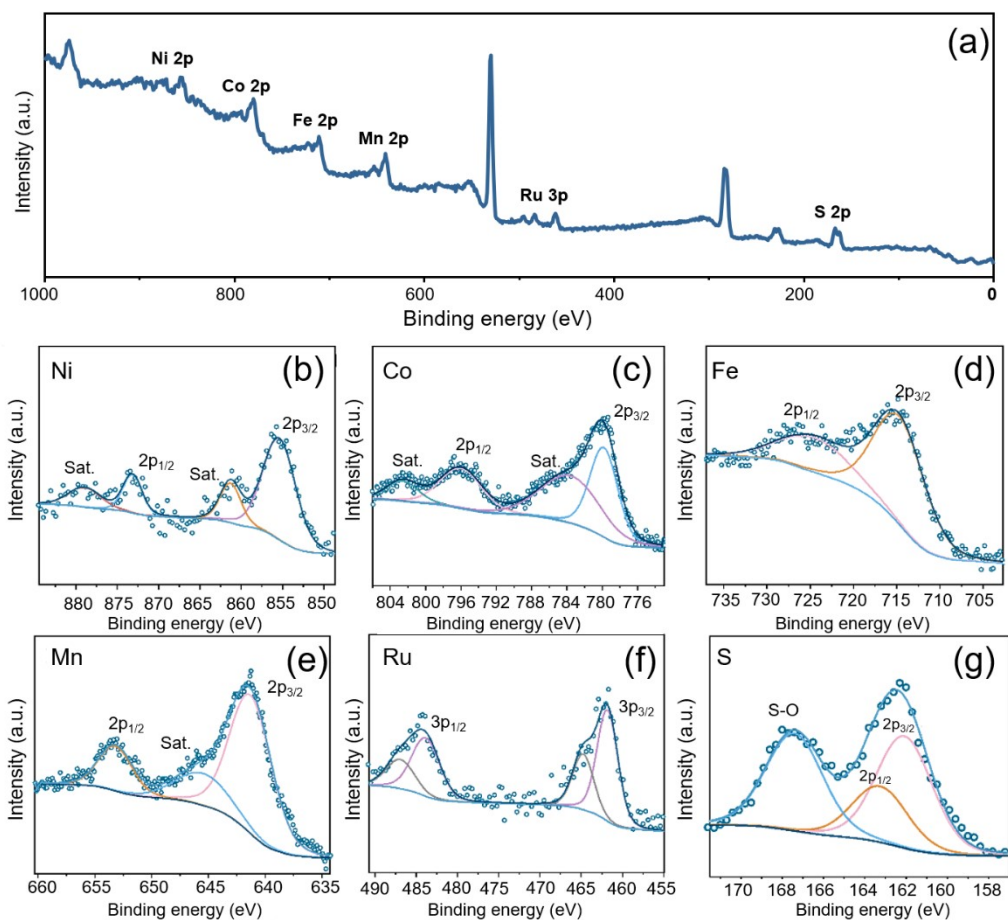 (a)
Ni 2p
Co 2p
Fe 2p
Mn 2p
Ru 3p
S 2p
Intensity (a.u.)
1000 800 600 400 200 0
Binding energy (eV)
Ni (b)
2p3/2
Sat. 2p1/2 Sat.
Intensity (a.u.)
880 875 870 865 860 855 850
Binding energy (eV)
Co (c)
2p3/2
Sat. 2p1/2 Sat.
Intensity (a.u.)
804 800 796 792 788 784 780 776
Binding energy (eV)
Fe (d)
2p1/2 2p3/2
Intensity (a.u.)
735 730 725 720 715 710 705
Binding energy (eV)
Mn (e)
2p3/2
2p1/2 Sat.
Intensity (a.u.)
660 655 650 645 640 635
Binding energy (eV)
Ru (f)
3p1/2 3p3/2
Intensity (a.u.)
490 485 480 475 470 465 460 455
Binding energy (eV)
S (g)
S-O
2p3/2
2p1/2
Intensity (a.u.)
170 168 166 164 162 160 158
Binding energy (eV)